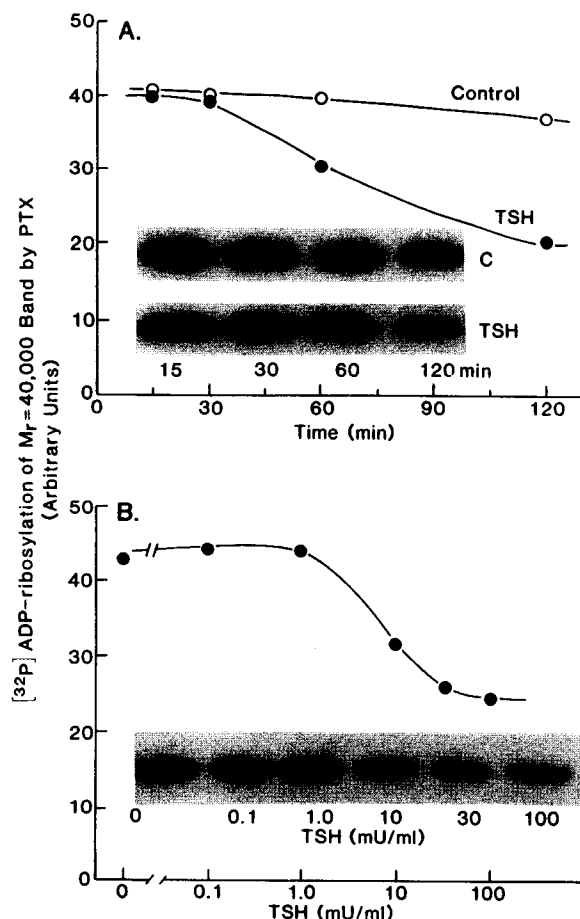 [32P] ADP-ribosylation of Mr=40,000 Band by PTX
(Arbitrary Units)
A.
50
40
30
20
10
0
Control
TSH
C
TSH
15 30 60 120 min
0 30 60 90 120
Time (min)
B.
50
40
30
20
10
0
0 0.1 1.0 10 30 100
TSH (mU/ml)
0 0.1 1.0 10 100
TSH (mU/ml)